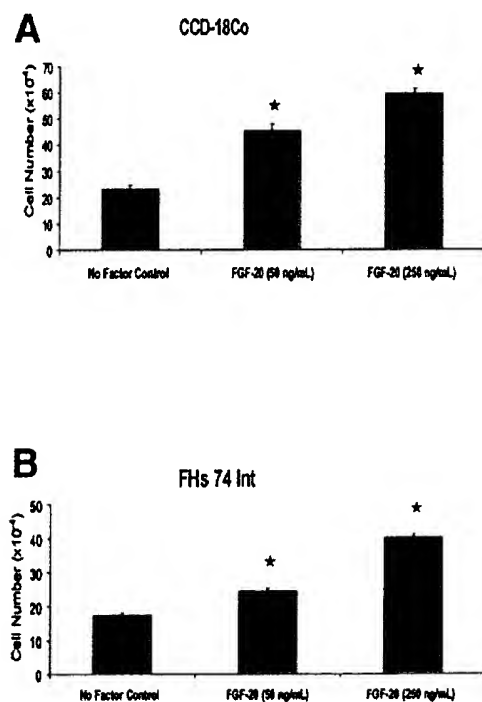 A
CCD-18Co
Cell Number (x10⁻⁴)
70
60
50
40
30
20
10
0
★
★
No Factor Control
FGF-20 (50 ng/mL)
FGF-20 (250 ng/mL)
B
FHs 74 Int
Cell Number (x10⁻⁴)
50
40
30
20
10
0
★
★
No Factor Control
FGF-20 (50 ng/mL)
FGF-20 (250 ng/mL)